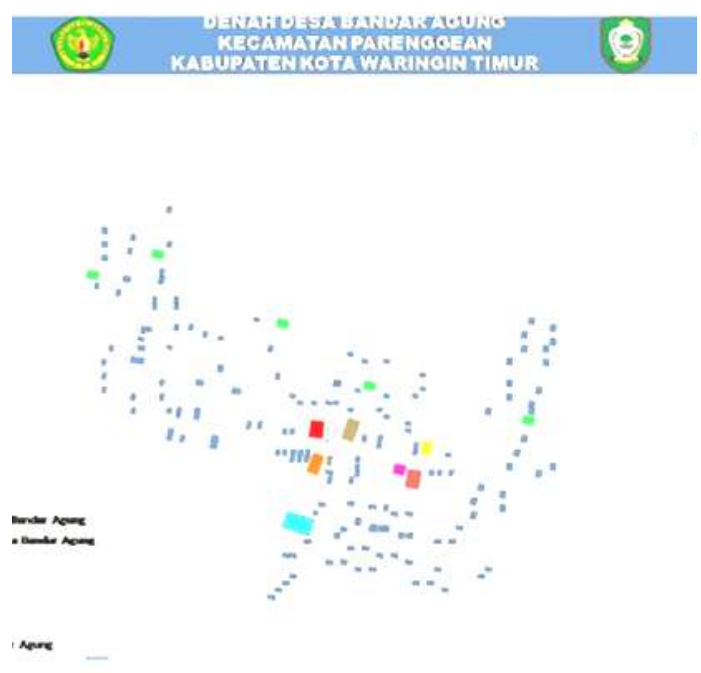 DENAH DESA BANDAR AGUNG
KECAMATAN PARENGGEAN
KABUPATEN KOTA WARINGIN TIMUR
Bandar Agung
a Bandar Agung
Agung